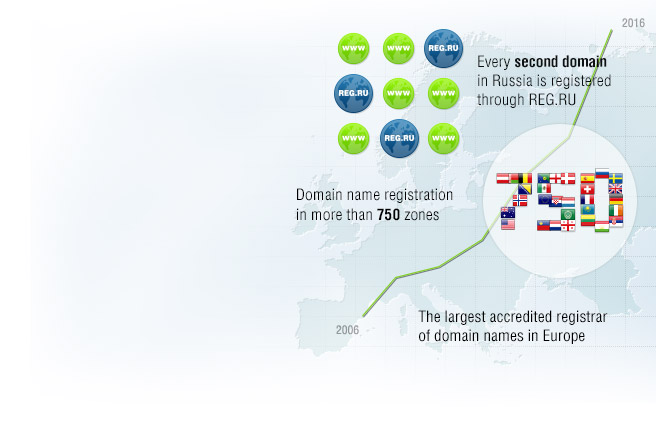 2016
www www REG.RU
REG.RU www www
www REG.RU www
Every second domain
in Russia is registered
through REG.RU
Domain name registration
in more than 750 zones
750
The largest accredited registrar
of domain names in Europe
2006